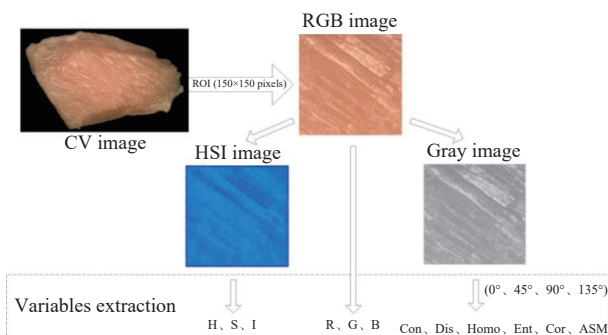 RGB image
ROI (150×150 pixels)
CV image
HSI image
Gray image
(0°、45°、90°、135°)
Variables extraction
H、S、I
R、G、B
Con、Dis、Homo、Ent、Cor、ASM